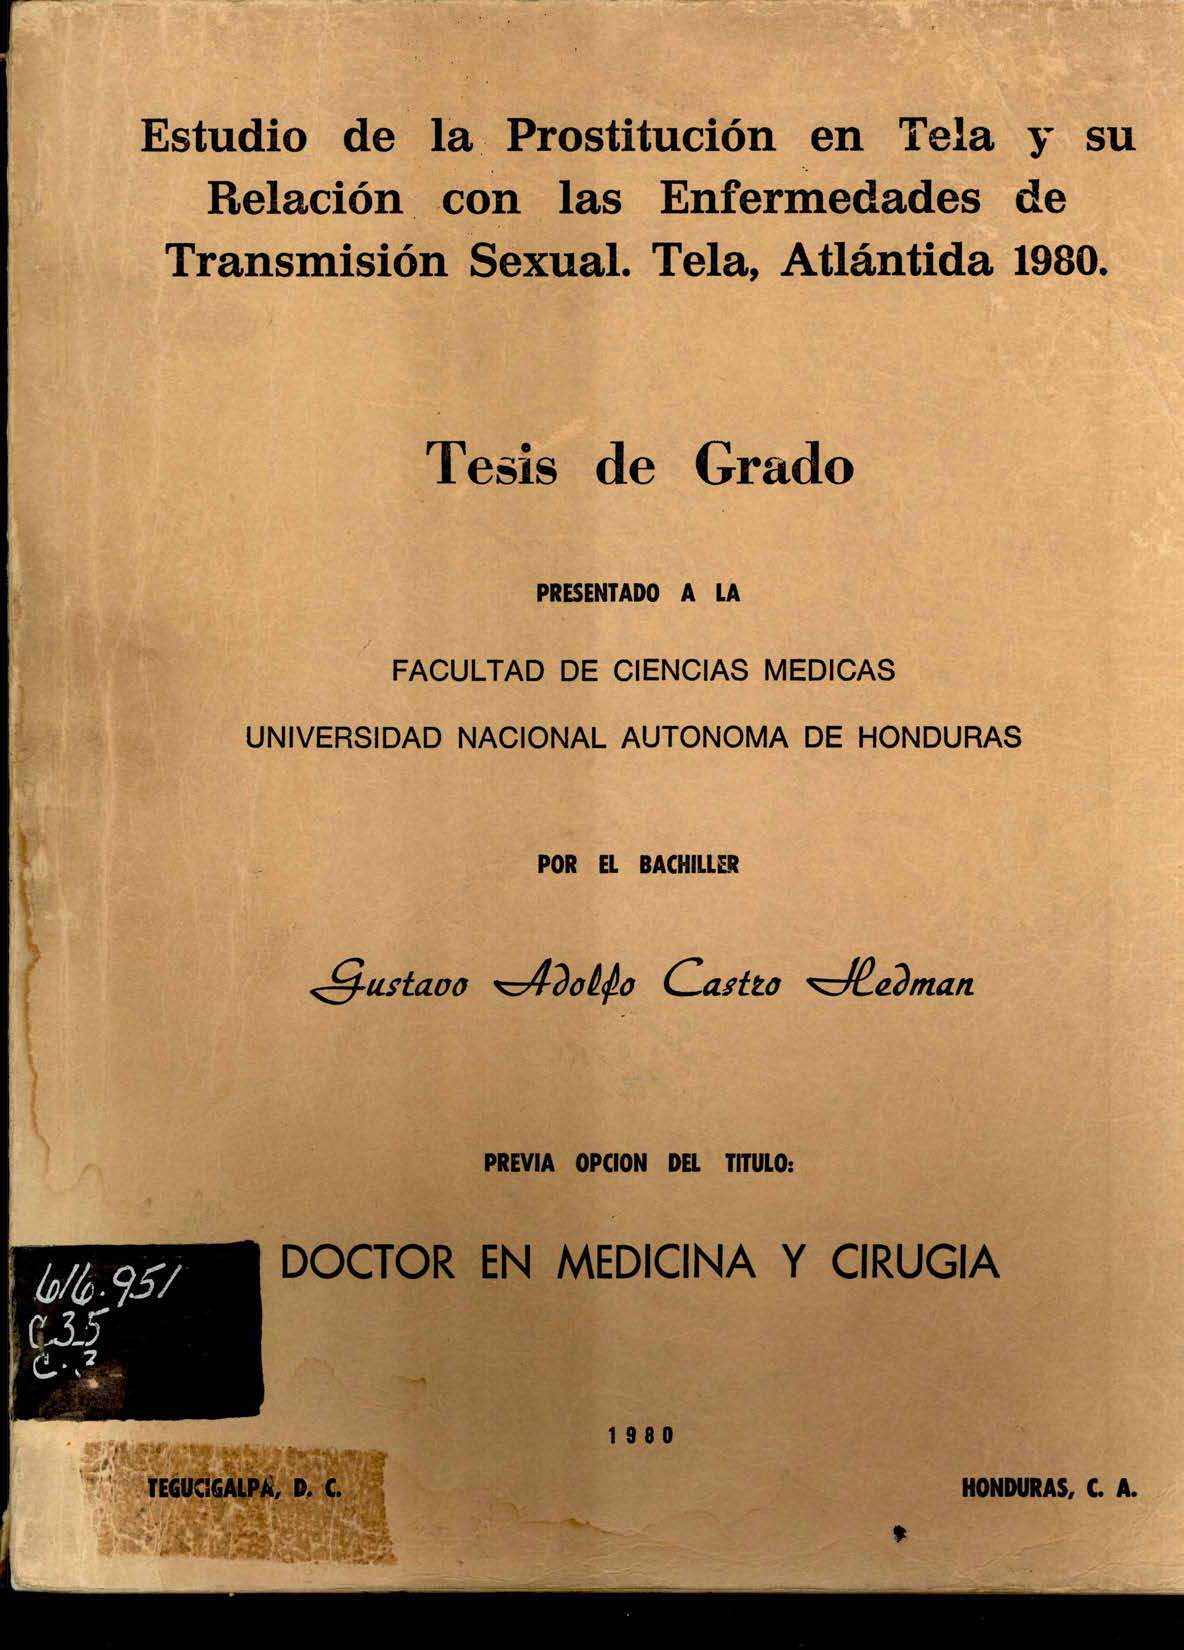 Estudio de la Prostitución en Tela y su
Relación con las Enfermedades de
Transmisión Sexual. Tela, Atlántida 1980.
Tesis de Grado
PRESENTADO A LA
FACULTAD DE CIENCIAS MEDICAS
UNIVERSIDAD NACIONAL AUTONOMA DE HONDURAS
POR EL BACHILLER
Gustavo Adolfo Castro Hedman
PREVIA OPCION DEL TITULO:
DOCTOR EN MEDICINA Y CIRUGIA
616.951
C35
1980
TEGUCIGALPA, D. C.
HONDURAS, C. A.